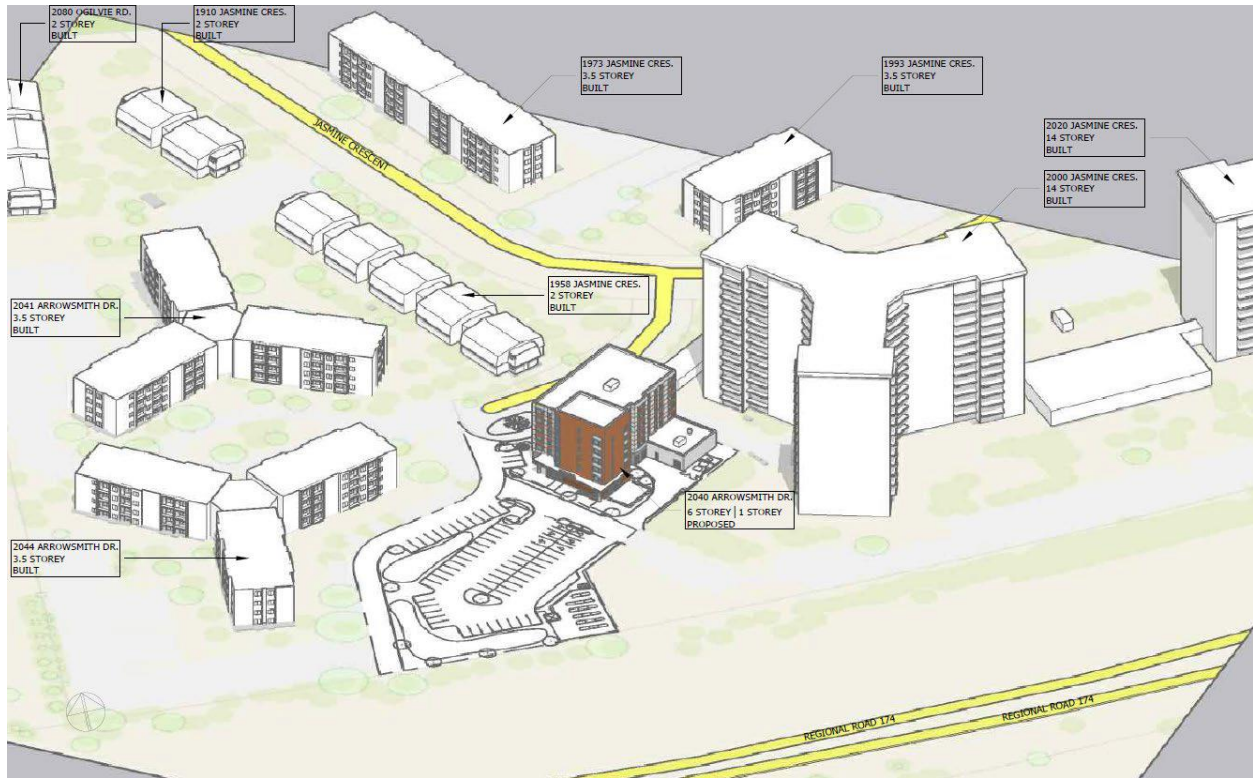 2080 OGILVIE RD.
2 STOREY
BUILT
1910 JASMINE CRES.
2 STOREY
BUILT
1973 JASMINE CRES.
3.5 STOREY
BUILT
1993 JASMINE CRES.
3.5 STOREY
BUILT
2020 JASMINE CRES.
14 STOREY
BUILT
2000 JASMINE CRES.
14 STOREY
BUILT
JASMINE CRESCENT
1958 JASMINE CRES.
2 STOREY
BUILT
2041 ARROWSMITH DR.
3.5 STOREY
BUILT
2040 ARROWSMITH DR.
6 STOREY | 1 STOREY
PROPOSED
2044 ARROWSMITH DR.
3.5 STOREY
BUILT
REGIONAL ROAD 174
REGIONAL ROAD 174